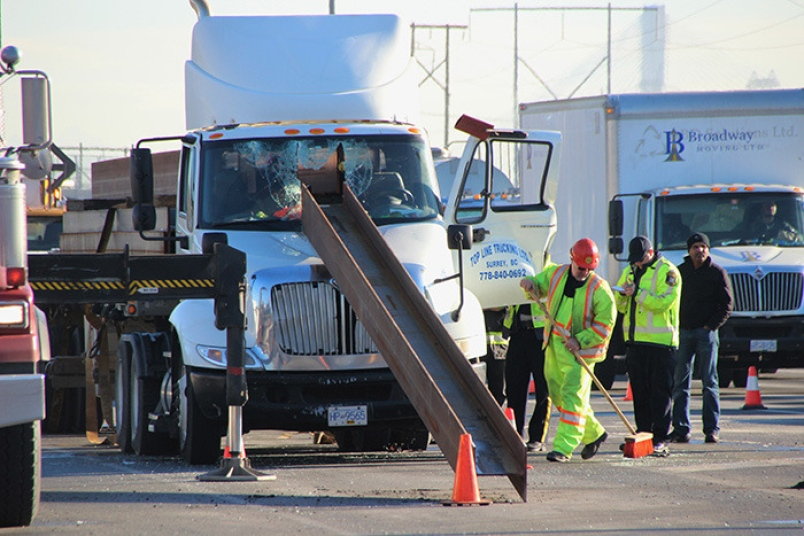 B Broadway
MOVING LTD
TOP LINE TRUCKING LTD.
SURREY, BC
778-840-0692